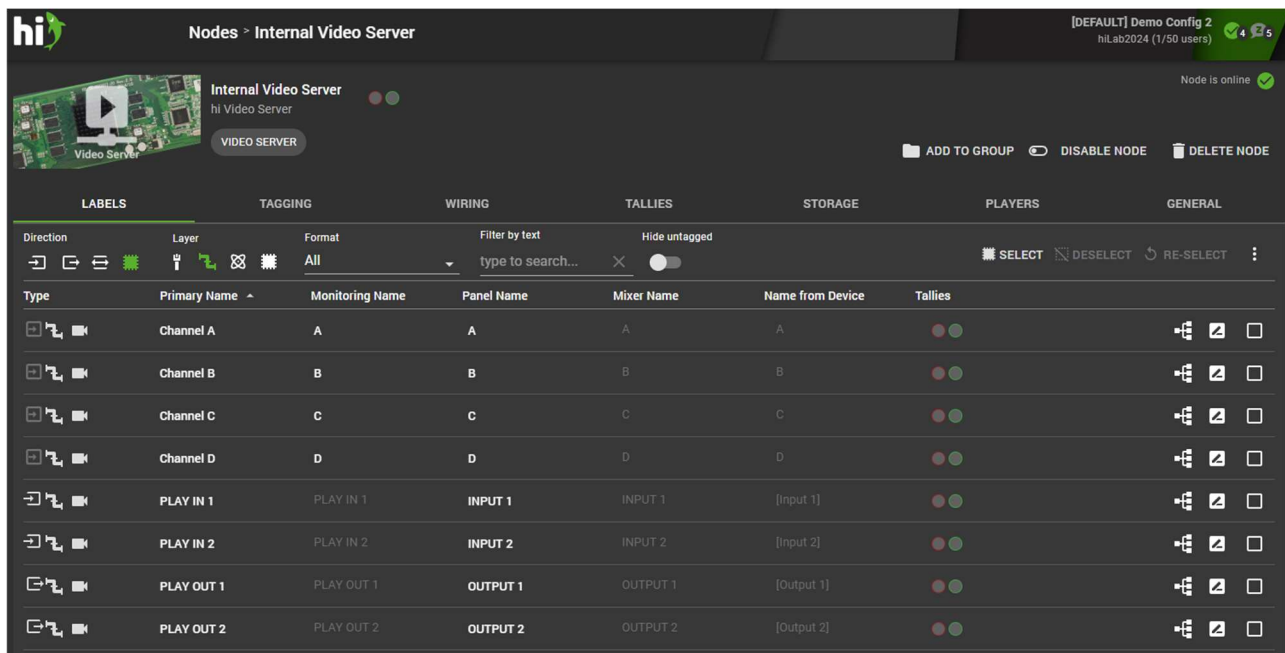 hi
Nodes > Internal Video Server
[DEFAULT] Demo Config 2
hiLab2024 (1/50 users)
4 5
Node is online
Internal Video Server
hi Video Server
VIDEO SERVER
Video Server
ADD TO GROUP DISABLE NODE DELETE NODE
LABELS TAGGING WIRING TALLIES STORAGE PLAYERS GENERAL
Direction Layer Format Filter by text Hide untagged
All type to search... SELECT DESELECT RE-SELECT
Type Primary Name Monitoring Name Panel Name Mixer Name Name from Device Tallies
Channel A A A A A
Channel B B B B B
Channel C C C C C
Channel D D D D D
PLAY IN 1 PLAY IN 1 INPUT 1 INPUT 1 [Input 1]
PLAY IN 2 PLAY IN 2 INPUT 2 INPUT 2 [Input 2]
PLAY OUT 1 PLAY OUT 1 OUTPUT 1 OUTPUT 1 [Output 1]
PLAY OUT 2 PLAY OUT 2 OUTPUT 2 OUTPUT 2 [Output 2]